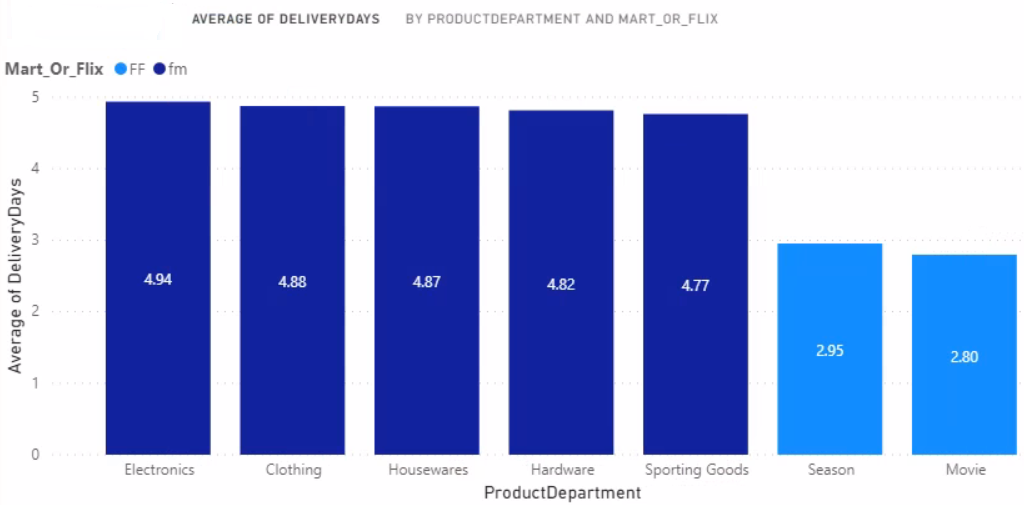 AVERAGE OF DELIVERYDAYS BY PRODUCTDEPARTMENT AND MART_OR_FLIX
Mart_Or_Flix FF fm
Average of DeliveryDays
5
4
3
2
1
0
4.94 4.88 4.87 4.82 4.77 2.95 2.80
Electronics Clothing Housewares Hardware Sporting Goods Season Movie
ProductDepartment